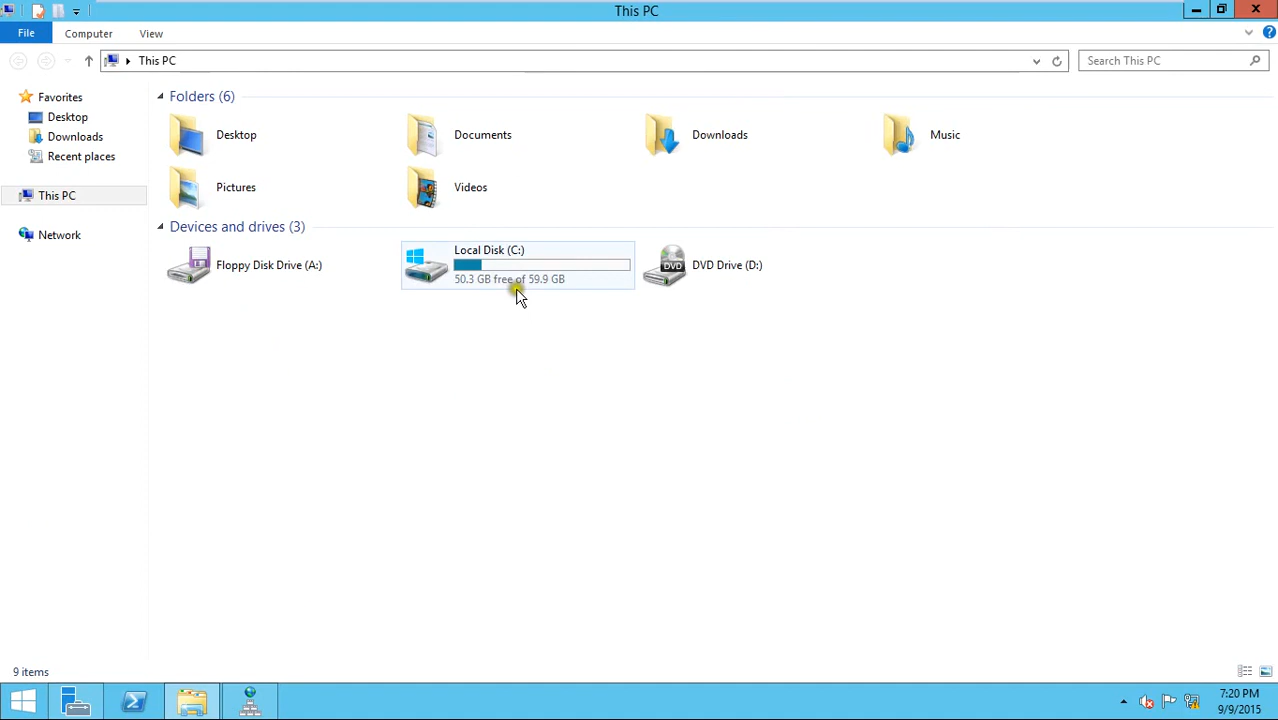 This PC
File Computer View
This PC
Search This PC
Favorites
Desktop
Downloads
Recent places
This PC
Network
Folders (6)
Desktop
Documents
Downloads
Music
Pictures
Videos
Devices and drives (3)
Floppy Disk Drive (A:)
Local Disk (C:)
50.3 GB free of 59.9 GB
DVD
DVD Drive (D:)
9 items
7:20 PM
9/9/2015